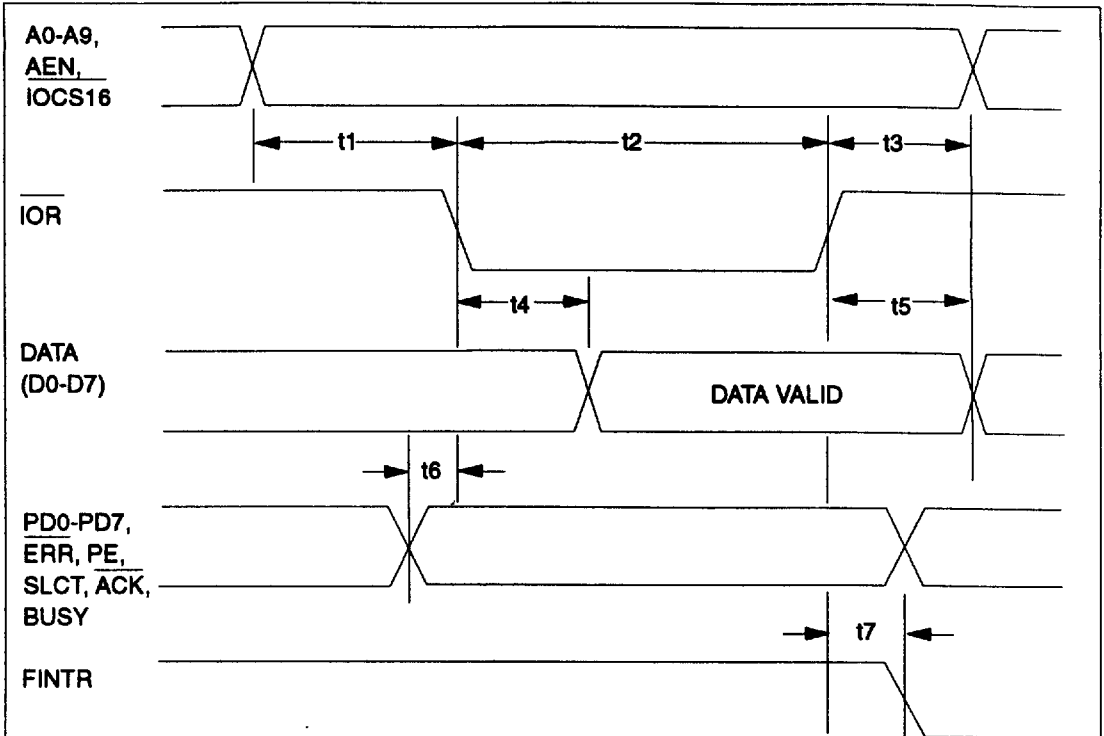 A0-A9,
AEN,
IOCS16
t1
t2
t3
IOR
t4
t5
DATA
(D0-D7)
DATA VALID
t6
PD0-PD7,
ERR, PE,
SLCT, ACK,
BUSY
t7
FINTR